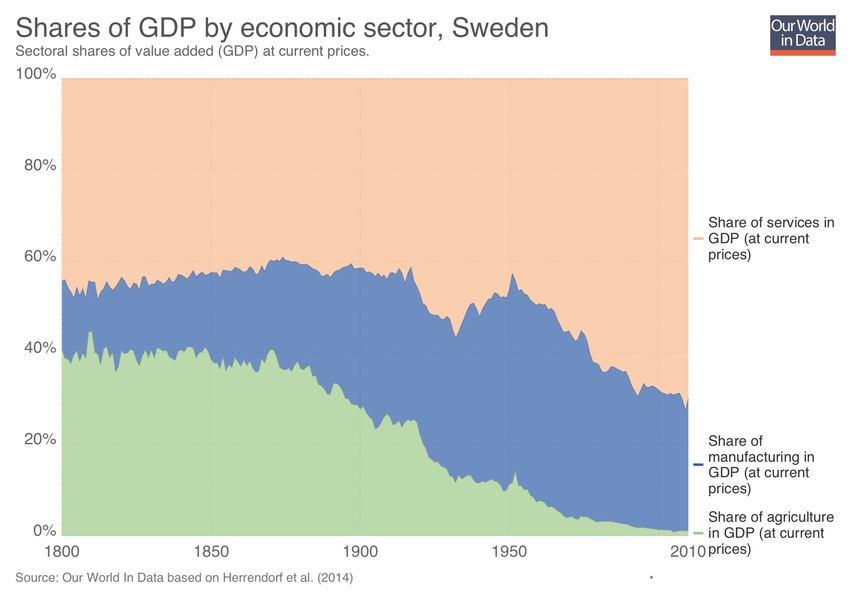 Shares of GDP by economic sector, Sweden
Sectoral shares of value added (GDP) at current prices.
Our World
in Data
100%
80%
60%
40%
20%
0%
1800
1850
1900
1950
2010
Share of services in
GDP (at current
prices)
Share of
manufacturing in
GDP (at current
prices)
Share of agriculture
in GDP (at current
prices)
Source: Our World In Data based on Herrendorf et al. (2014)